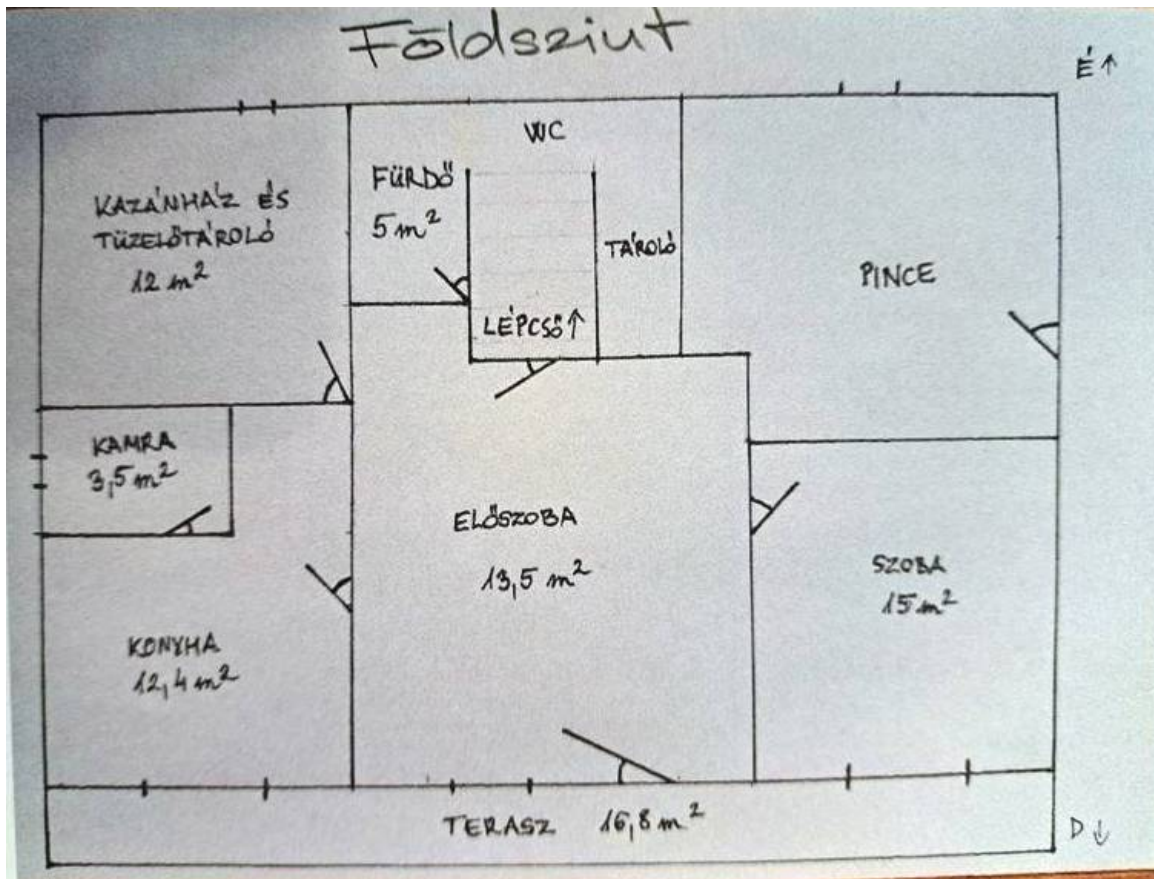 Földszint
É ↑
WC
FÜRDŐ
5 m²
KAZÁNHÁZ ÉS
TÜZELŐTÁROLÓ
12 m²
TÁROLÓ
PINCE
LÉPCSŐ ↑
KAMRA
3,5 m²
ELŐSZOBA
13,5 m²
SZOBA
15 m²
KONYHA
12,4 m²
TERASZ 16,8 m²
D ↓